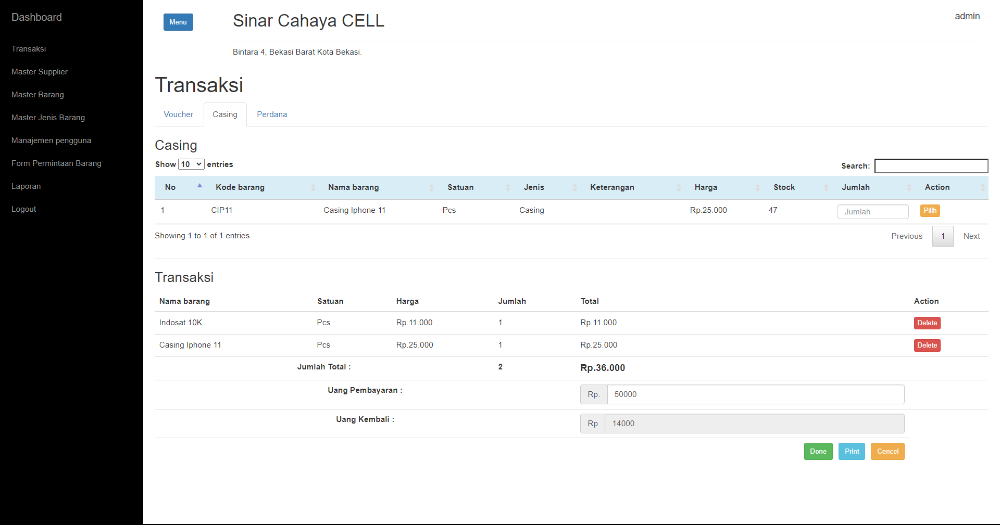 Dashboard
Transaksi
Master Supplier
Master Barang
Master Jenis Barang
Manajemen pengguna
Form Permintaan Barang
Laporan
Logout
Menu
Sinar Cahaya CELL
admin
Bintara 4, Bekasi Barat Kota Bekasi.
Transaksi
Voucher Casing Perdana
Casing
Show 10 entries
Search:
No Kode barang Nama barang Satuan Jenis Keterangan Harga Stock Jumlah Action
1 CIP11 Casing Iphone 11 Pcs Casing Rp.25.000 47 Jumlah Pilih
Showing 1 to 1 of 1 entries
Previous 1 Next
Transaksi
Nama barang Satuan Harga Jumlah Total Action
Indosat 10K Pcs Rp.11.000 1 Rp.11.000 Delete
Casing Iphone 11 Pcs Rp.25.000 1 Rp.25.000 Delete
Jumlah Total : 2 Rp.36.000
Uang Pembayaran : Rp. 50000
Uang Kembali : Rp 14000
Done Print Cencel